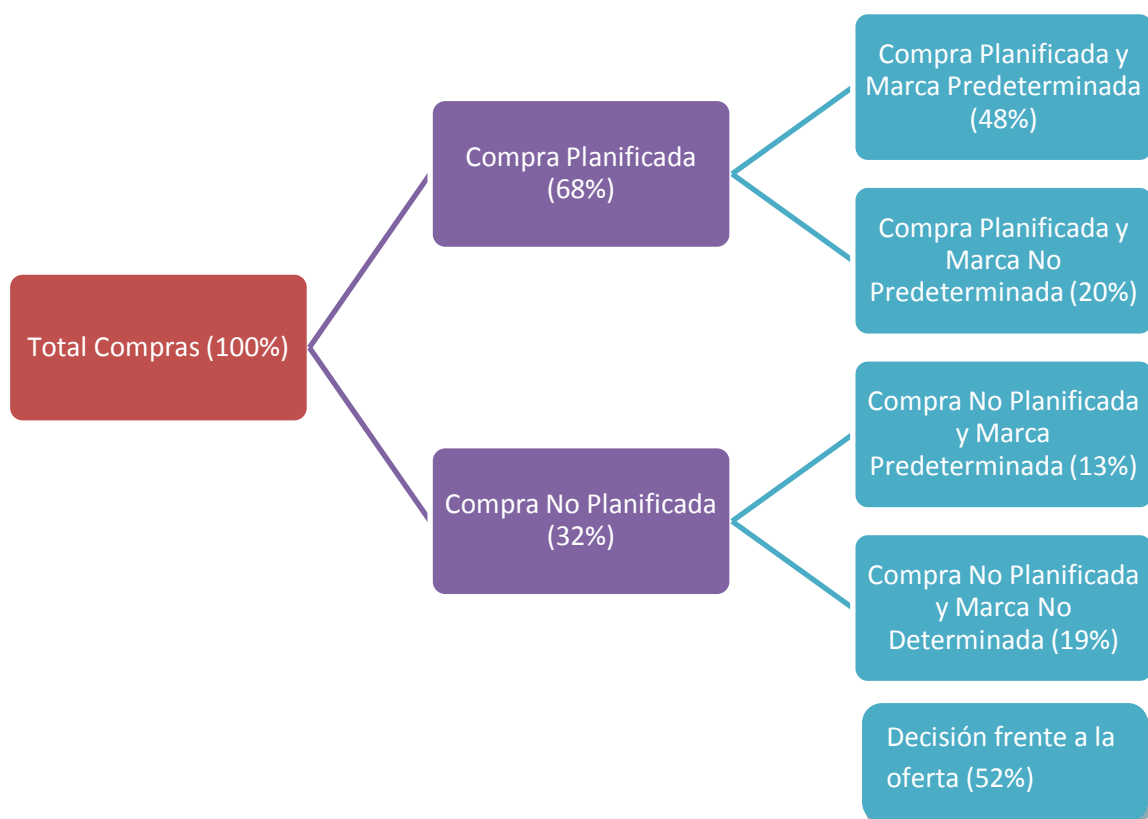 Total Compras (100%)
Compra Planificada
(68%)
Compra No Planificada
(32%)
Compra Planificada y
Marca Predeterminada
(48%)
Compra Planificada y
Marca No
Predeterminada (20%)
Compra No Planificada
y Marca
Predeterminada (13%)
Compra No Planificada
y Marca No
Determinada (19%)
Decisión frente a la
oferta (52%)